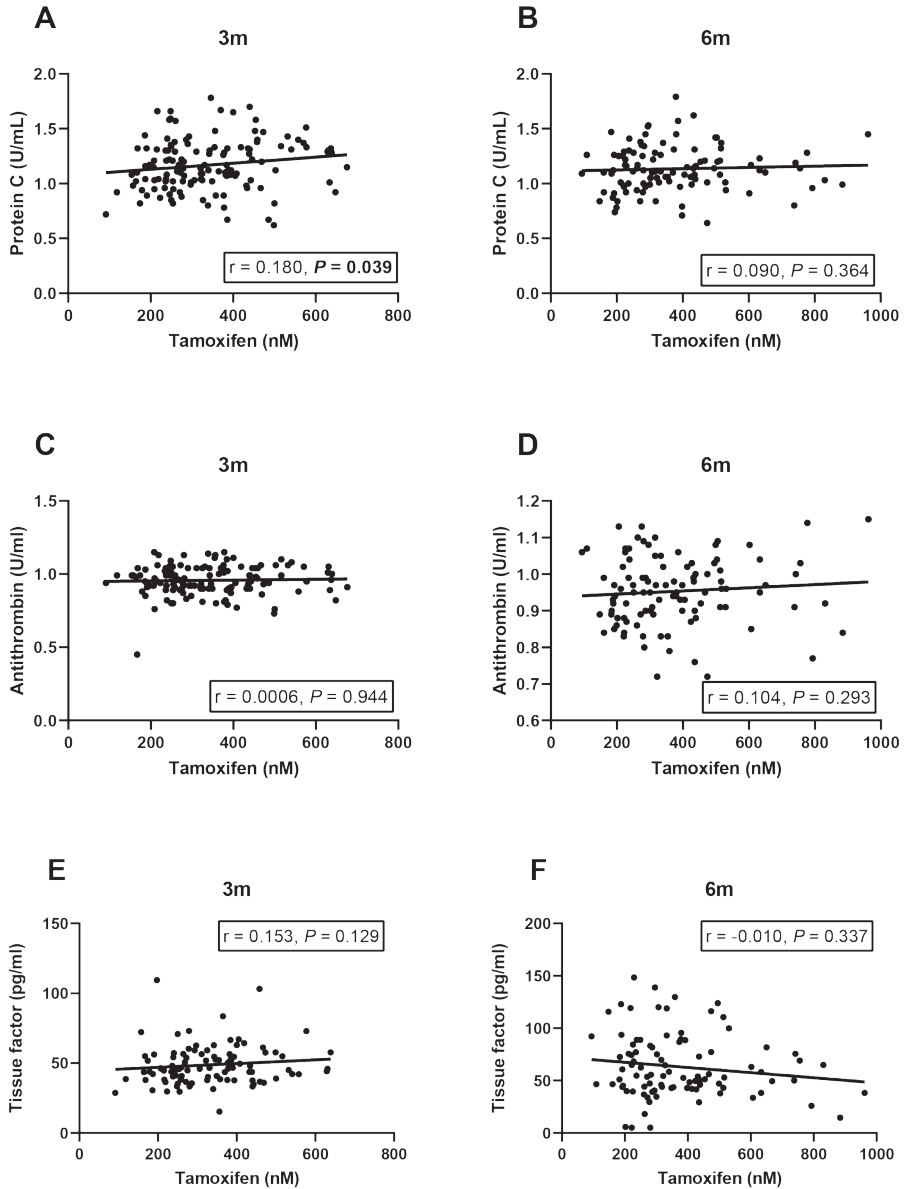 A
3m
2.0
1.5
1.0
0.5
0.0
Protein C (U/mL)
r = 0.180, P = 0.039
0 200 400 600 800
Tamoxifen (nM)
B
6m
2.0
1.5
1.0
0.5
0.0
Protein C (U/mL)
r = 0.090, P = 0.364
0 200 400 600 800 1000
Tamoxifen (nM)
C
3m
1.5
1.0
0.5
0.0
Antithrombin (U/ml)
r = 0.0006, P = 0.944
0 200 400 600 800
Tamoxifen (nM)
D
6m
1.2
1.1
1.0
0.9
0.8
0.7
0.6
Antithrombin (U/ml)
r = 0.104, P = 0.293
0 200 400 600 800 1000
Tamoxifen (nM)
E
3m
150
100
50
0
Tissue factor (pg/ml)
r = 0.153, P = 0.129
0 200 400 600 800
Tamoxifen (nM)
F
6m
200
150
100
50
0
Tissue factor (pg/ml)
r = -0.010, P = 0.337
0 200 400 600 800 1000
Tamoxifen (nM)